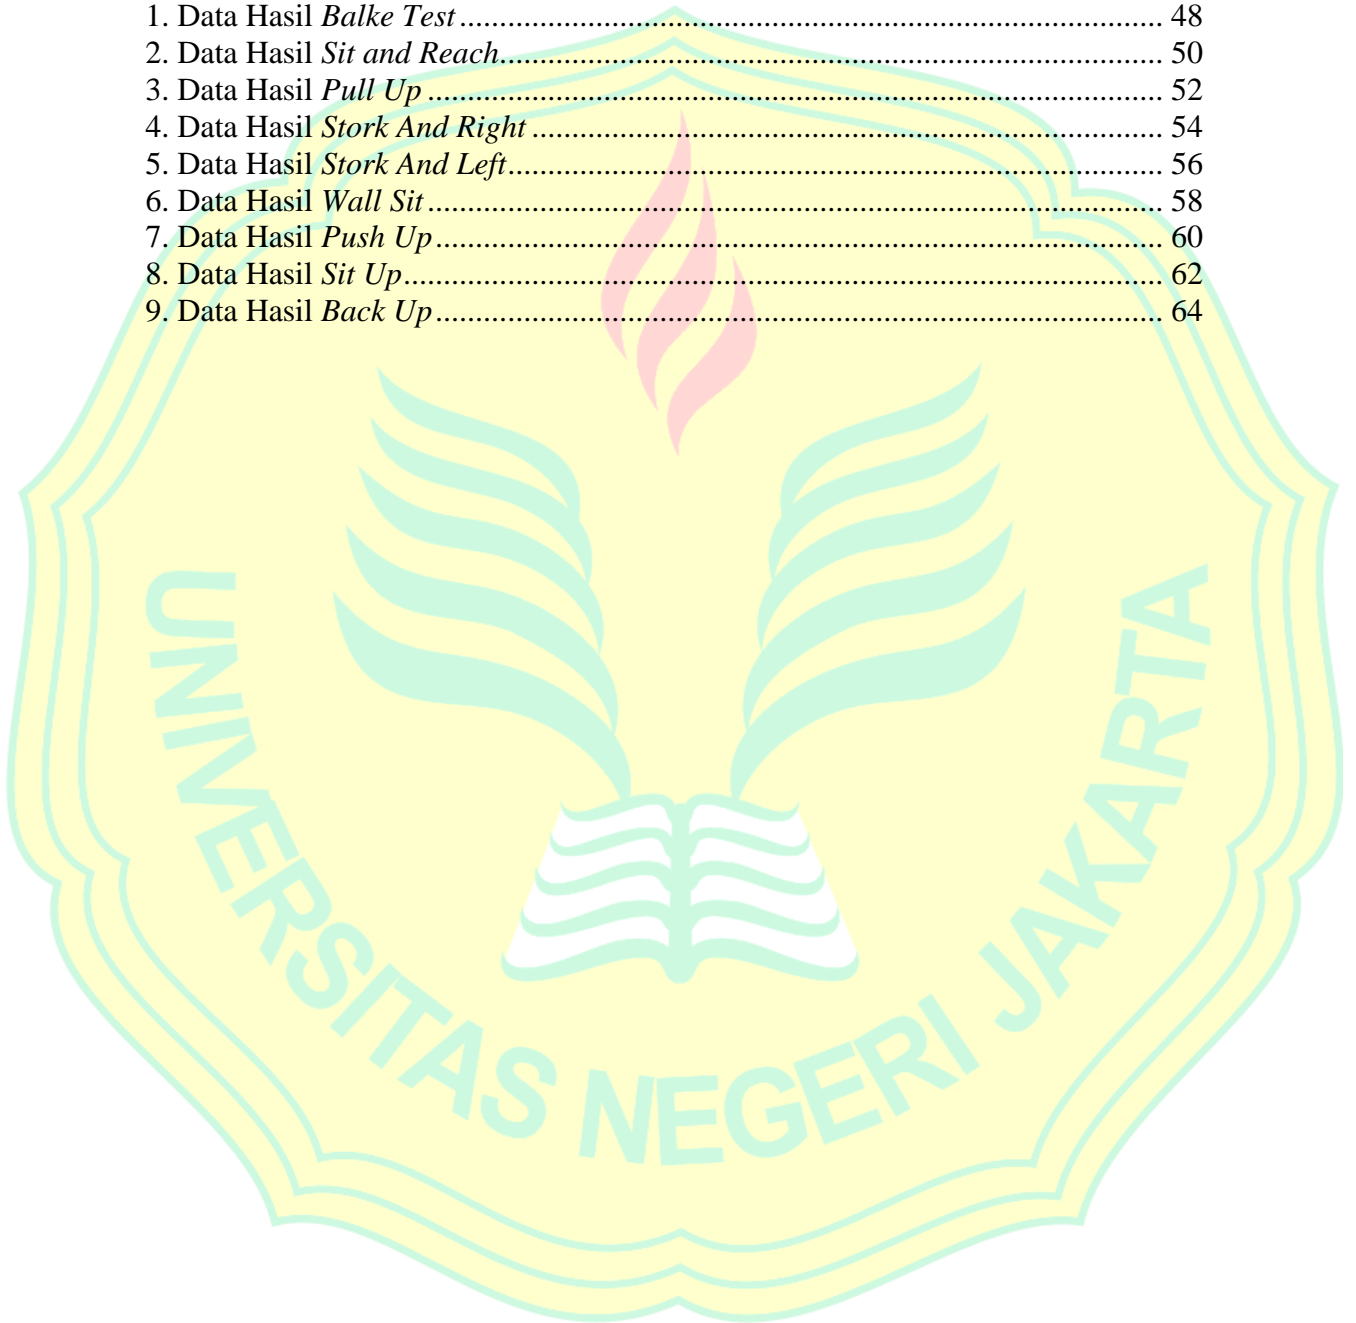 1. Data Hasil Balke Test ........................................................................................ 48
2. Data Hasil Sit and Reach................................................................................... 50
3. Data Hasil Pull Up ............................................................................................ 52
4. Data Hasil Stork And Right ............................................................................... 54
5. Data Hasil Stork And Left.................................................................................. 56
6. Data Hasil Wall Sit ............................................................................................ 58
7. Data Hasil Push Up ........................................................................................... 60
8. Data Hasil Sit Up............................................................................................... 62
9. Data Hasil Back Up ........................................................................................... 64
UNIVERSITAS NEGERI JAKARTA